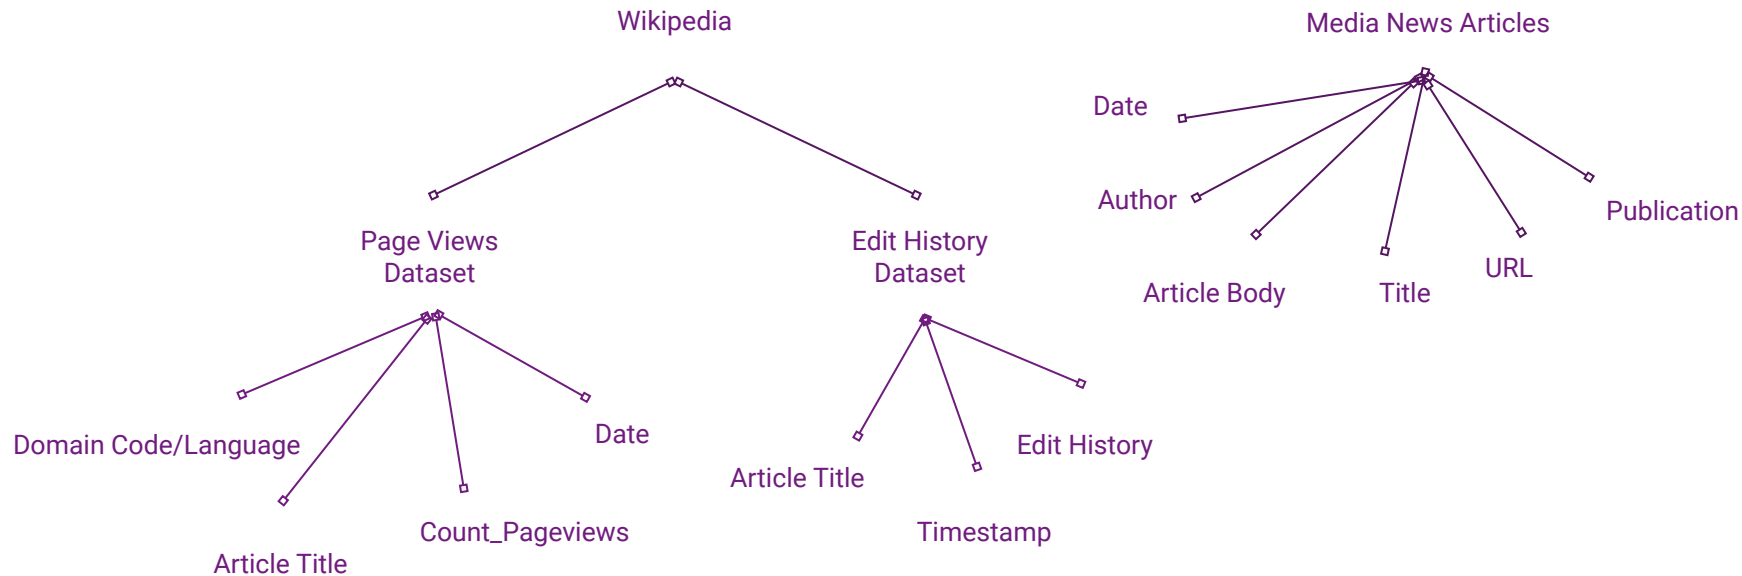 Wikipedia
Media News Articles
Date
Author
Publication
Page Views
Dataset
Edit History
Dataset
URL
Article Body
Title
Domain Code/Language
Date
Edit History
Article Title
Count_Pageviews
Timestamp
Article Title